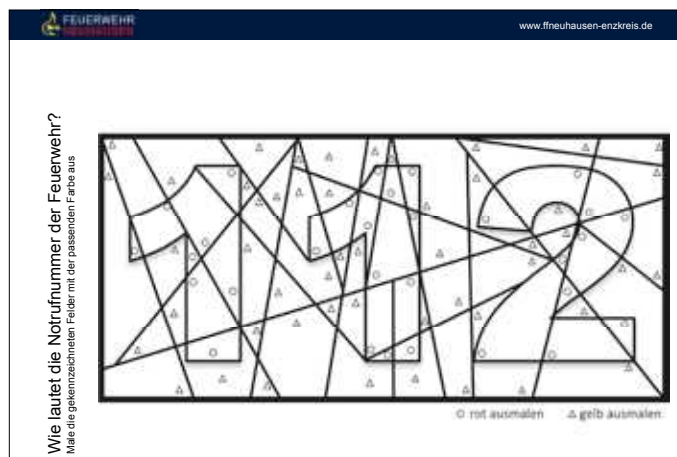 FEUERWEHR
NEUHAUSEN
www.ffneuhausen-enzkreis.de
Wie lautet die Notrufnummer der Feuerwehr?
Male die gekennzeichneten Felder mit der passenden Farbe aus
112
O rot ausmalen
△ gelb ausmalen